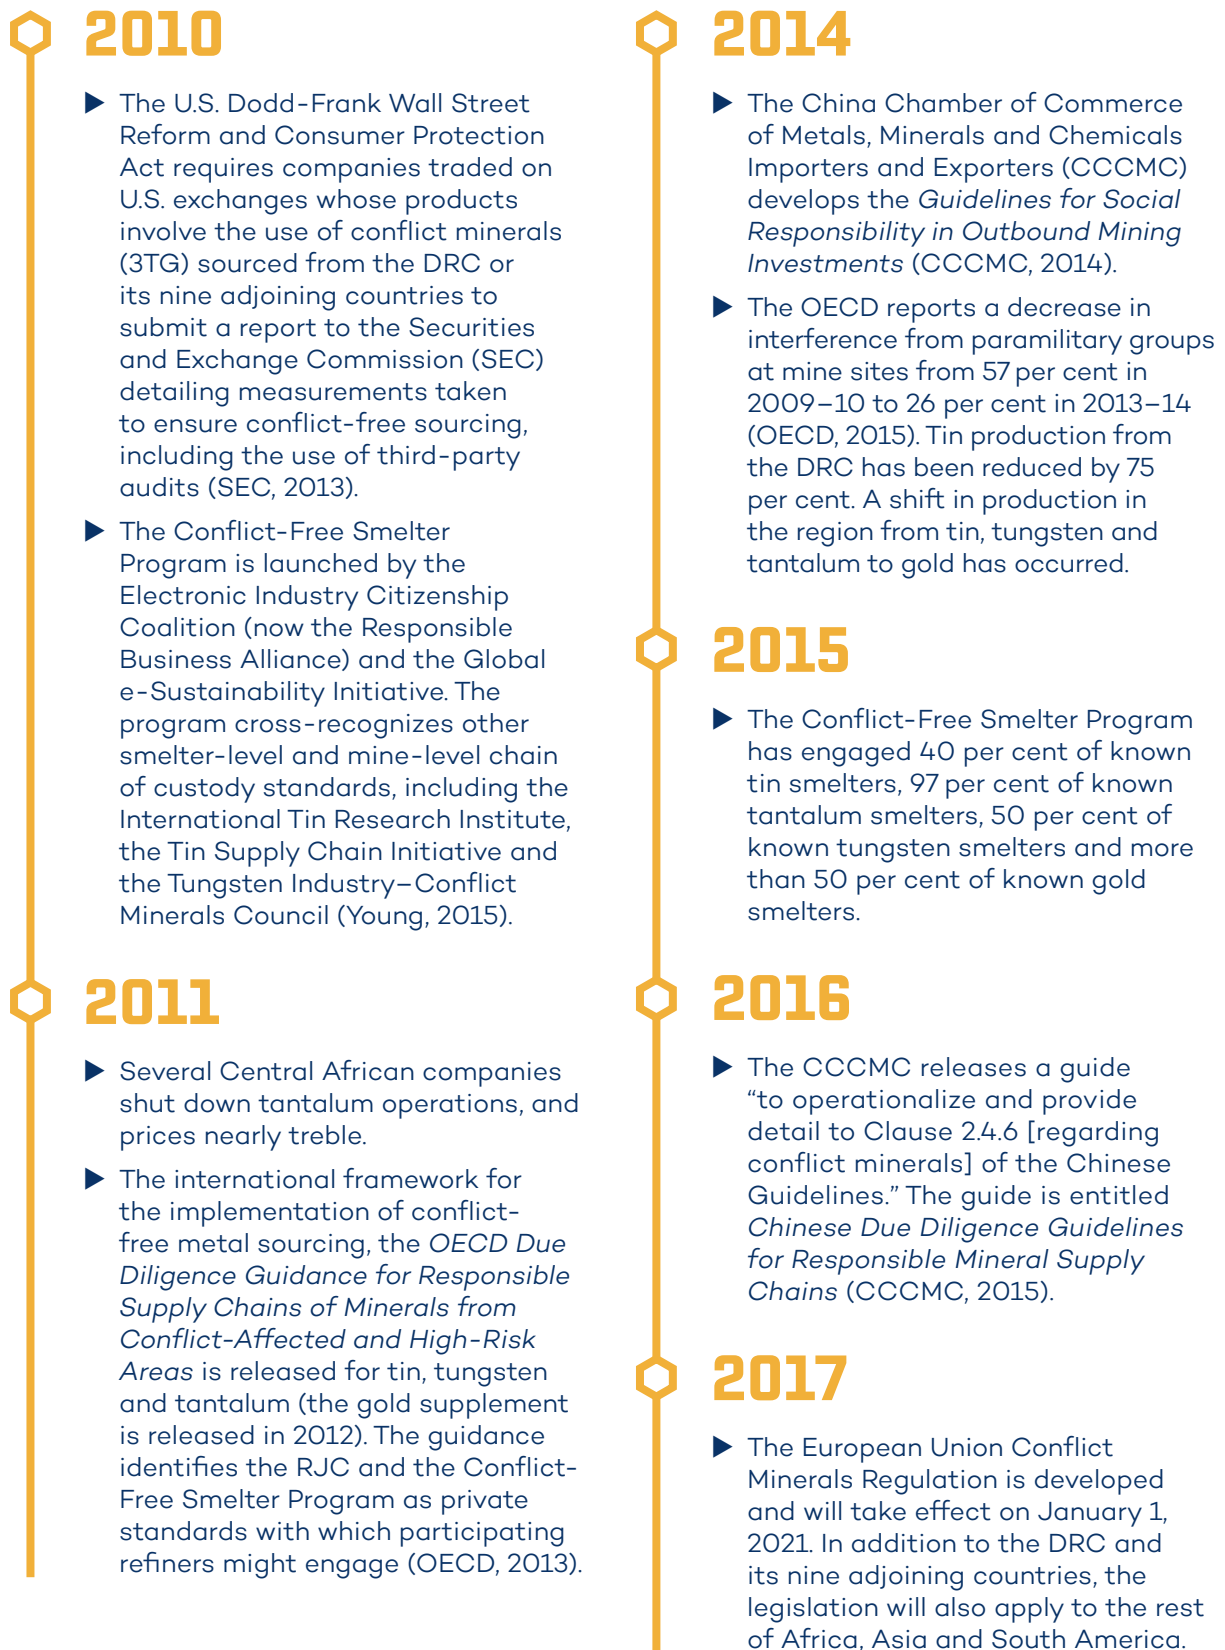 2010
▶ The U.S. Dodd-Frank Wall Street
Reform and Consumer Protection
Act requires companies traded on
U.S. exchanges whose products
involve the use of conflict minerals
(3TG) sourced from the DRC or
its nine adjoining countries to
submit a report to the Securities
and Exchange Commission (SEC)
detailing measurements taken
to ensure conflict-free sourcing,
including the use of third-party
audits (SEC, 2013).
▶ The Conflict-Free Smelter
Program is launched by the
Electronic Industry Citizenship
Coalition (now the Responsible
Business Alliance) and the Global
e-Sustainability Initiative. The
program cross-recognizes other
smelter-level and mine-level chain
of custody standards, including the
International Tin Research Institute,
the Tin Supply Chain Initiative and
the Tungsten Industry–Conflict
Minerals Council (Young, 2015).
2011
▶ Several Central African companies
shut down tantalum operations, and
prices nearly treble.
▶ The international framework for
the implementation of conflict-
free metal sourcing, the OECD Due
Diligence Guidance for Responsible
Supply Chains of Minerals from
Conflict-Affected and High-Risk
Areas is released for tin, tungsten
and tantalum (the gold supplement
is released in 2012). The guidance
identifies the RJC and the Conflict-
Free Smelter Program as private
standards with which participating
refiners might engage (OECD, 2013).
2014
▶ The China Chamber of Commerce
of Metals, Minerals and Chemicals
Importers and Exporters (CCCMC)
develops the Guidelines for Social
Responsibility in Outbound Mining
Investments (CCCMC, 2014).
▶ The OECD reports a decrease in
interference from paramilitary groups
at mine sites from 57 per cent in
2009–10 to 26 per cent in 2013–14
(OECD, 2015). Tin production from
the DRC has been reduced by 75
per cent. A shift in production in
the region from tin, tungsten and
tantalum to gold has occurred.
2015
▶ The Conflict-Free Smelter Program
has engaged 40 per cent of known
tin smelters, 97 per cent of known
tantalum smelters, 50 per cent of
known tungsten smelters and more
than 50 per cent of known gold
smelters.
2016
▶ The CCCMC releases a guide
“to operationalize and provide
detail to Clause 2.4.6 [regarding
conflict minerals] of the Chinese
Guidelines.” The guide is entitled
Chinese Due Diligence Guidelines
for Responsible Mineral Supply
Chains (CCCMC, 2015).
2017
▶ The European Union Conflict
Minerals Regulation is developed
and will take effect on January 1,
2021. In addition to the DRC and
its nine adjoining countries, the
legislation will also apply to the rest
of Africa, Asia and South America.